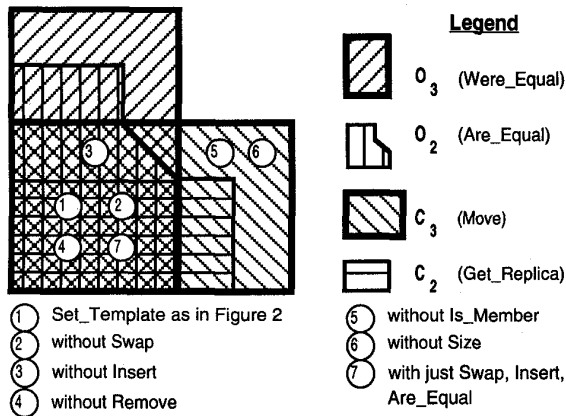 Legend
O3 (Were_Equal)
O2 (Are_Equal)
C3 (Move)
C2 (Get_Replica)
3
5
6
1
2
4
7
1 Set_Template as in Figure 2
2 without Swap
3 without Insert
4 without Remove
5 without Is_Member
6 without Size
7 with just Swap, Insert,
Are_Equal